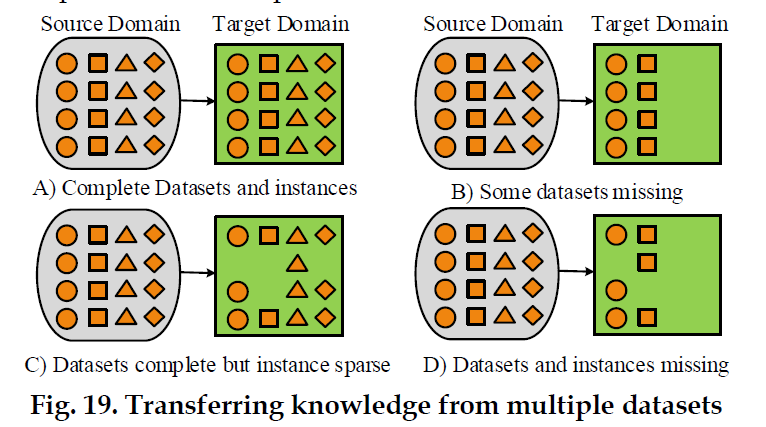 Source Domain Target Domain Source Domain Target Domain
A) Complete Datasets and instances
B) Some datasets missing
C) Datasets complete but instance sparse
D) Datasets and instances missing
Fig. 19. Transferring knowledge from multiple datasets